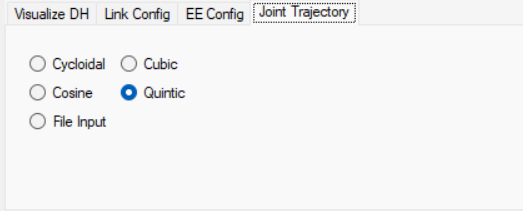 Visualize DH Link Config EE Config Joint Trajectory
Cycloidal Cubic
Cosine Quintic
File Input